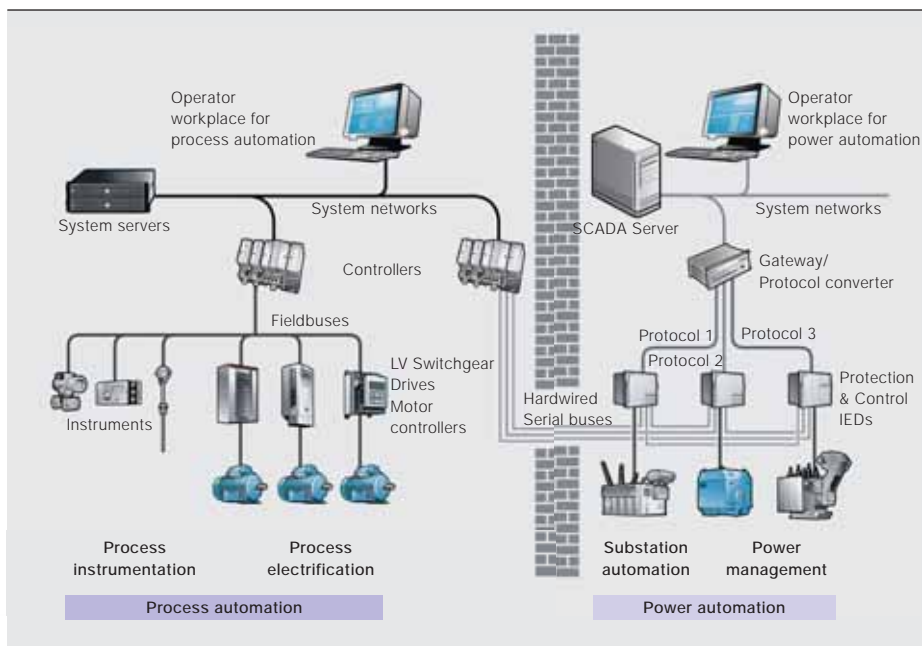 Operator
workplace for
process automation
Operator
workplace for
power automation
System servers
System networks
SCADA Server
System networks
Controllers
Gateway/
Protocol converter
Fieldbuses
Protocol 1
Protocol 3
Protocol 2
Instruments
LV Switchgear
Drives
Motor
controllers
Hardwired
Serial buses
Protection
& Control
IEDs
Process
instrumentation
Process
electrification
Substation
automation
Power
management
Process automation
Power automation